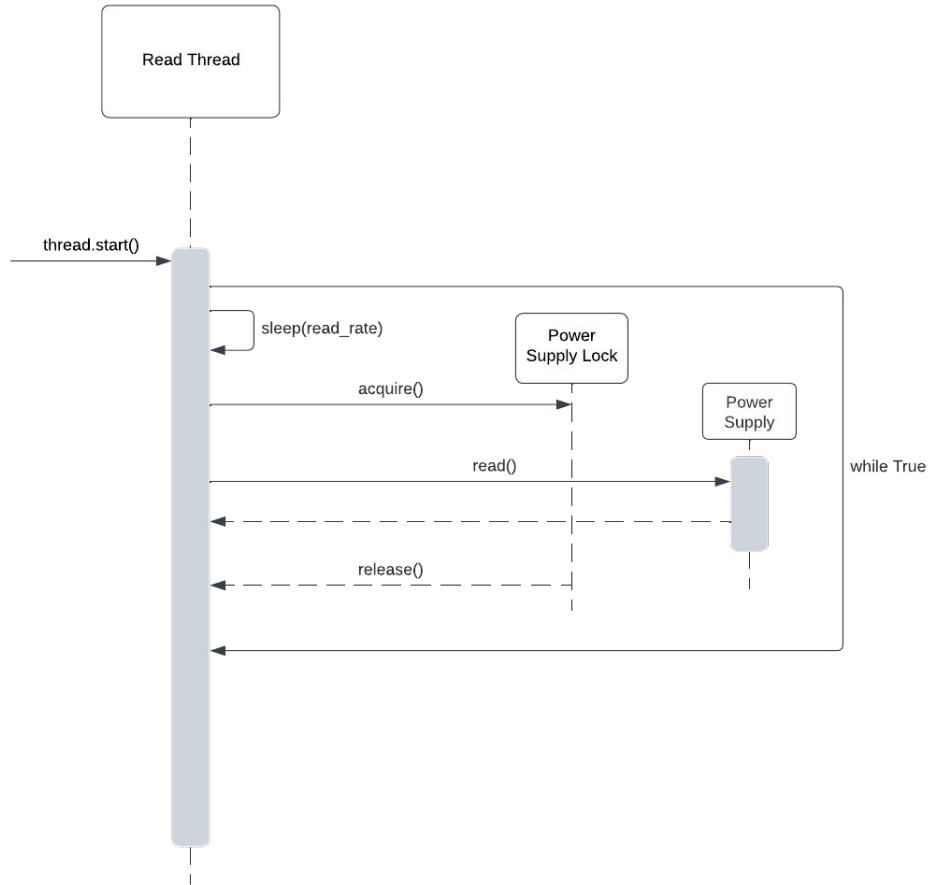 Read Thread
thread.start()
sleep(read_rate)
Power
Supply Lock
acquire()
Power
Supply
read()
while True
release()